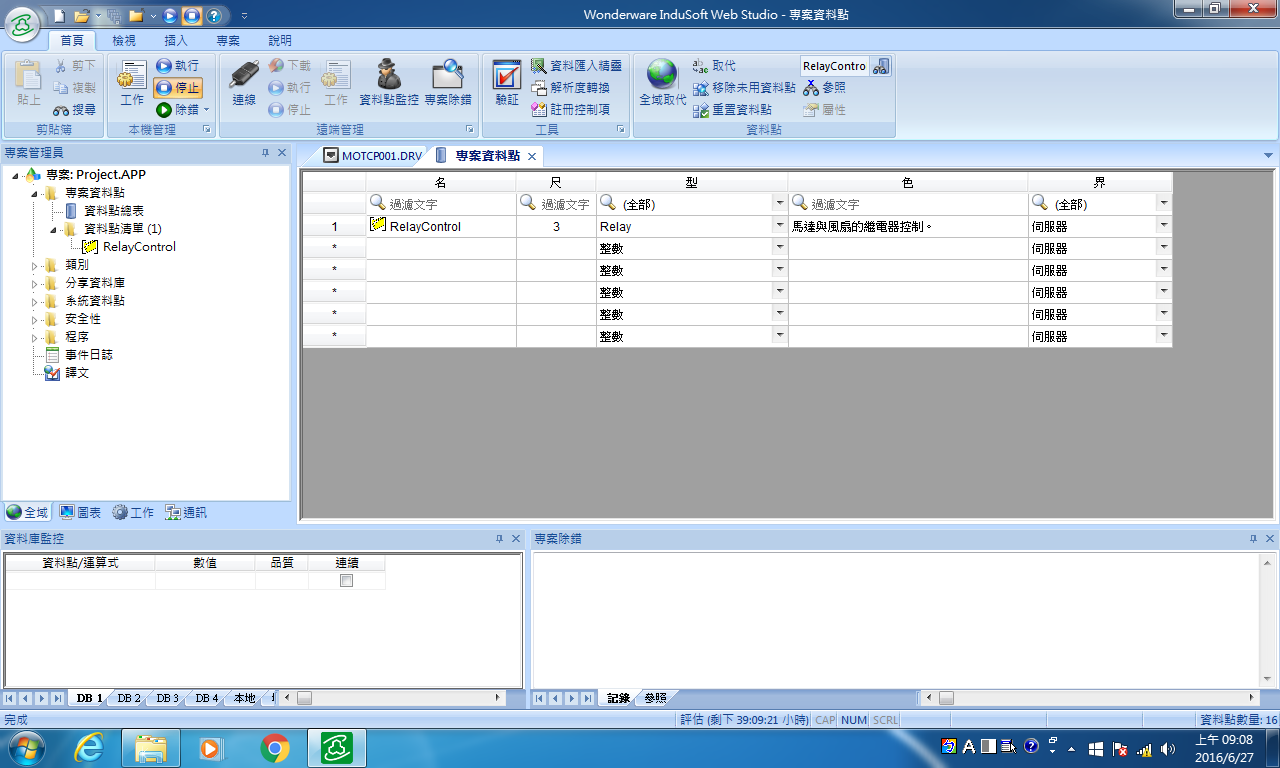 Wonderware InduSoft Web Studio - 專案資料點
首頁 檢視 插入 專案 說明
貼上 剪下 複製 搜尋
剪貼簿
工作 執行 停止 除錯
本機管理
連線 下載 執行 停止 工作 資料點監控 專案除錯
遠端管理
驗証 資料匯入精靈 解析度轉換 註冊控制項
工具
全域取代 取代 移除未用資料點 重置資料點 RelayContro 參照 屬性
資料點
專案管理員
專案: Project.APP
專案資料點
資料點總表
資料點清單 (1)
RelayControl
類別
分享資料庫
系統資料點
安全性
程序
事件日誌
譯文
全域 圖表 工作 通訊
MOTCP001.DRV 專案資料點
名 尺 型 色 界
過濾文字 過濾文字 (全部) 過濾文字 (全部)
1 RelayControl 3 Relay 馬達與風扇的繼電器控制。 伺服器
* 整數 伺服器
* 整數 伺服器
* 整數 伺服器
* 整數 伺服器
* 整數 伺服器
資料庫監控
資料點/運算式 數值 品質 連續
DB 1 DB 2 DB 3 DB 4 本地
專案除錯
記錄 參照
完成 評估 (剩下 39:09:21 小時) CAP NUM SCRL 資料點數量: 16
A
上午 09:08
2016/6/27